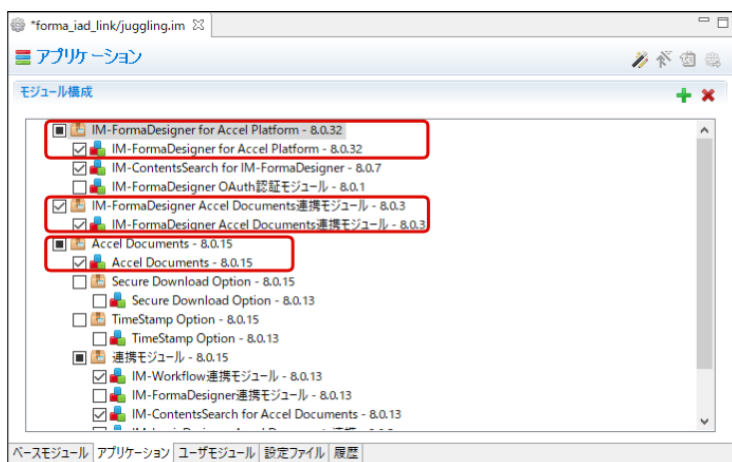 *forma_iad_link/juggling.im
アプリケーション
モジュール構成
IM-FormaDesigner for Accel Platform - 8.0.32
IM-FormaDesigner for Accel Platform - 8.0.32
IM-ContentsSearch for IM-FormaDesigner - 8.0.7
IM-FormaDesigner OAuth認証モジュール - 8.0.1
IM-FormaDesigner Accel Documents連携モジュール - 8.0.3
IM-FormaDesigner Accel Documents連携モジュール - 8.0.3
Accel Documents - 8.0.15
Accel Documents - 8.0.15
Secure Download Option - 8.0.15
Secure Download Option - 8.0.13
TimeStamp Option - 8.0.15
TimeStamp Option - 8.0.13
連携モジュール - 8.0.15
IM-Workflow連携モジュール - 8.0.13
IM-FormaDesigner連携モジュール - 8.0.13
IM-ContentsSearch for Accel Documents - 8.0.13
ベースモジュール アプリケーション ユーザモジュール 設定ファイル 履歴